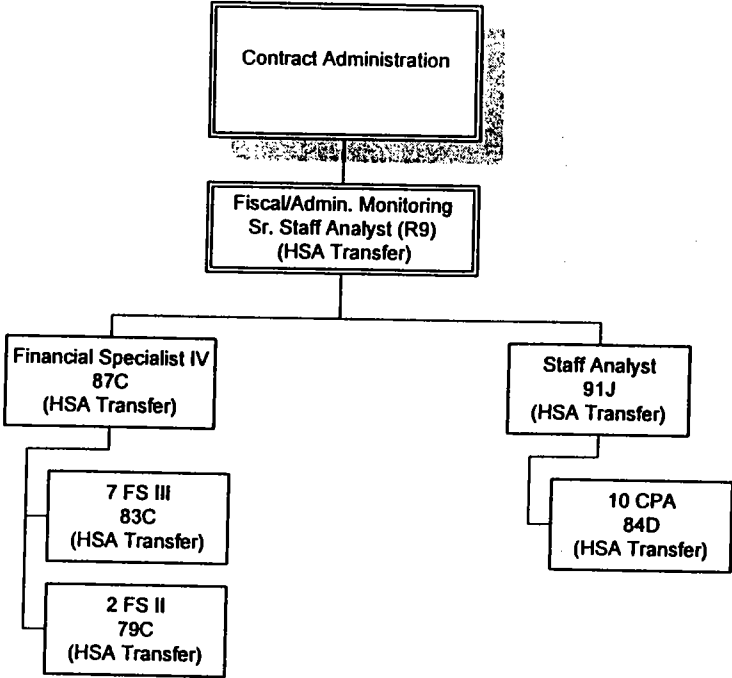 Contract Administration
Fiscal/Admin. Monitoring
Sr. Staff Analyst (R9)
(HSA Transfer)
Financial Specialist IV
87C
(HSA Transfer)
7 FS III
83C
(HSA Transfer)
2 FS II
79C
(HSA Transfer)
Staff Analyst
91J
(HSA Transfer)
10 CPA
84D
(HSA Transfer)